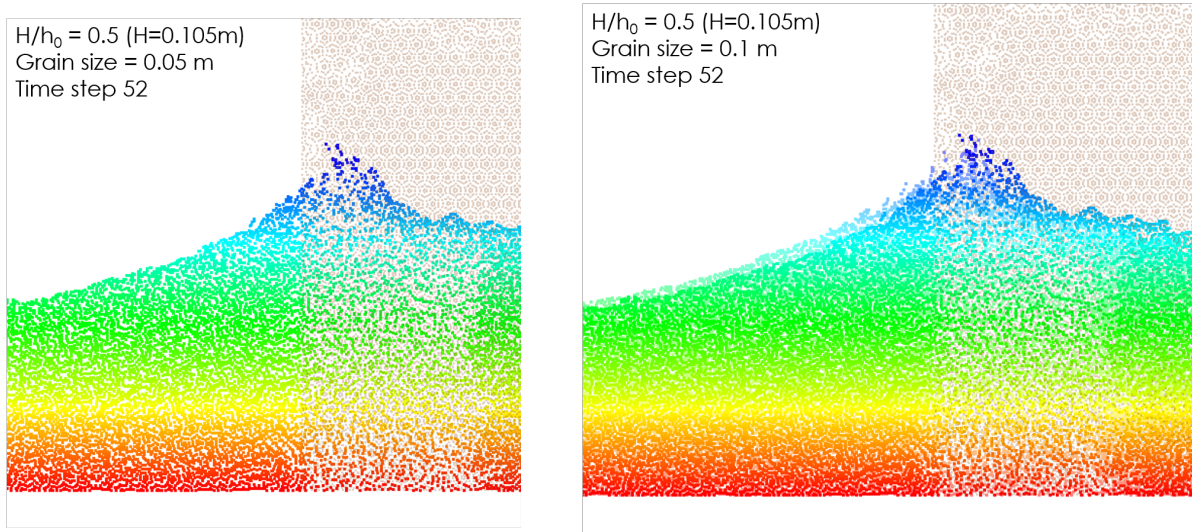 H/h₀ = 0.5 (H=0.105m)
Grain size = 0.05 m
Time step 52
H/h₀ = 0.5 (H=0.105m)
Grain size = 0.1 m
Time step 52